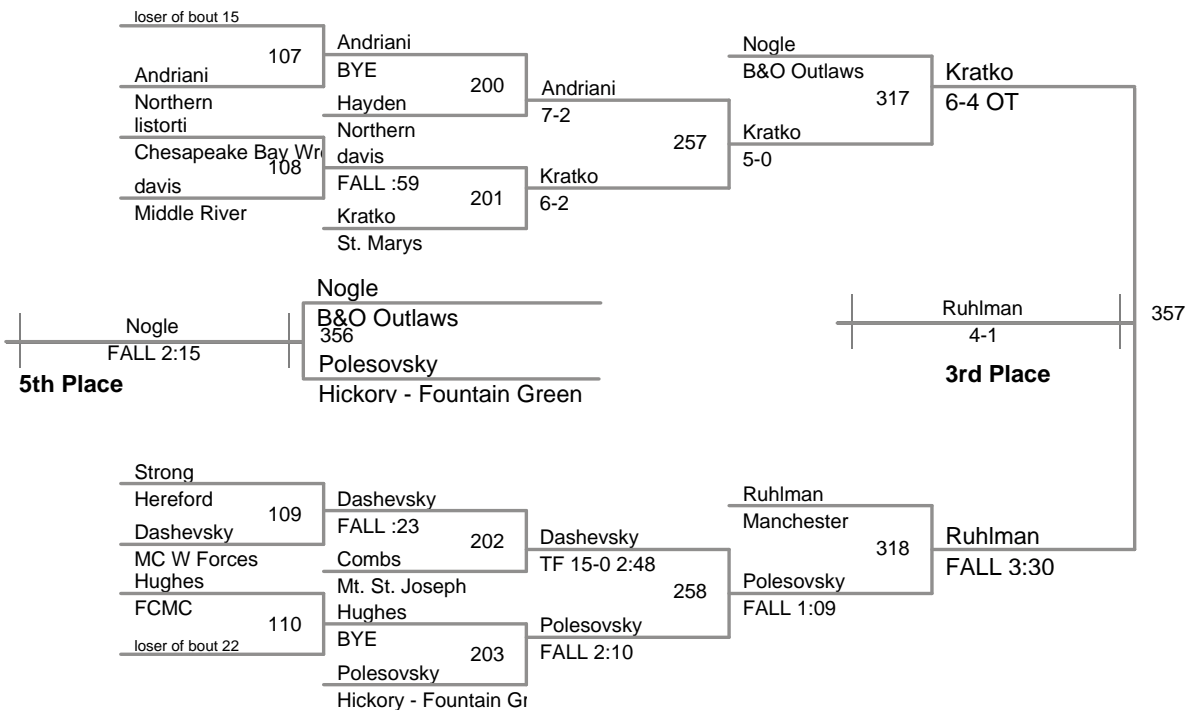 loser of bout 15
107
Andriani
Northern
listorti
Chesapeake Bay Wr
108
davis
Middle River
Andriani
BYE
200
Hayden
Northern
davis
FALL :59
201
Kratko
St. Marys
Andriani
7-2
257
Kratko
6-2
Nogle
B&O Outlaws
317
Kratko
5-0
Kratko
6-4 OT
Nogle
FALL 2:15
5th Place
Nogle
B&O Outlaws
356
Polesovsky
Hickory - Fountain Green
Ruhlman
4-1
3rd Place
357
Strong
Hereford
109
Dashevsky
MC W Forces
Hughes
FCMC
110
loser of bout 22
Dashevsky
FALL :23
202
Combs
Mt. St. Joseph
Hughes
BYE
203
Polesovsky
Hickory - Fountain Gr
Dashevsky
TF 15-0 2:48
258
Polesovsky
FALL 2:10
Ruhlman
Manchester
318
Polesovsky
FALL 1:09
Ruhlman
FALL 3:30